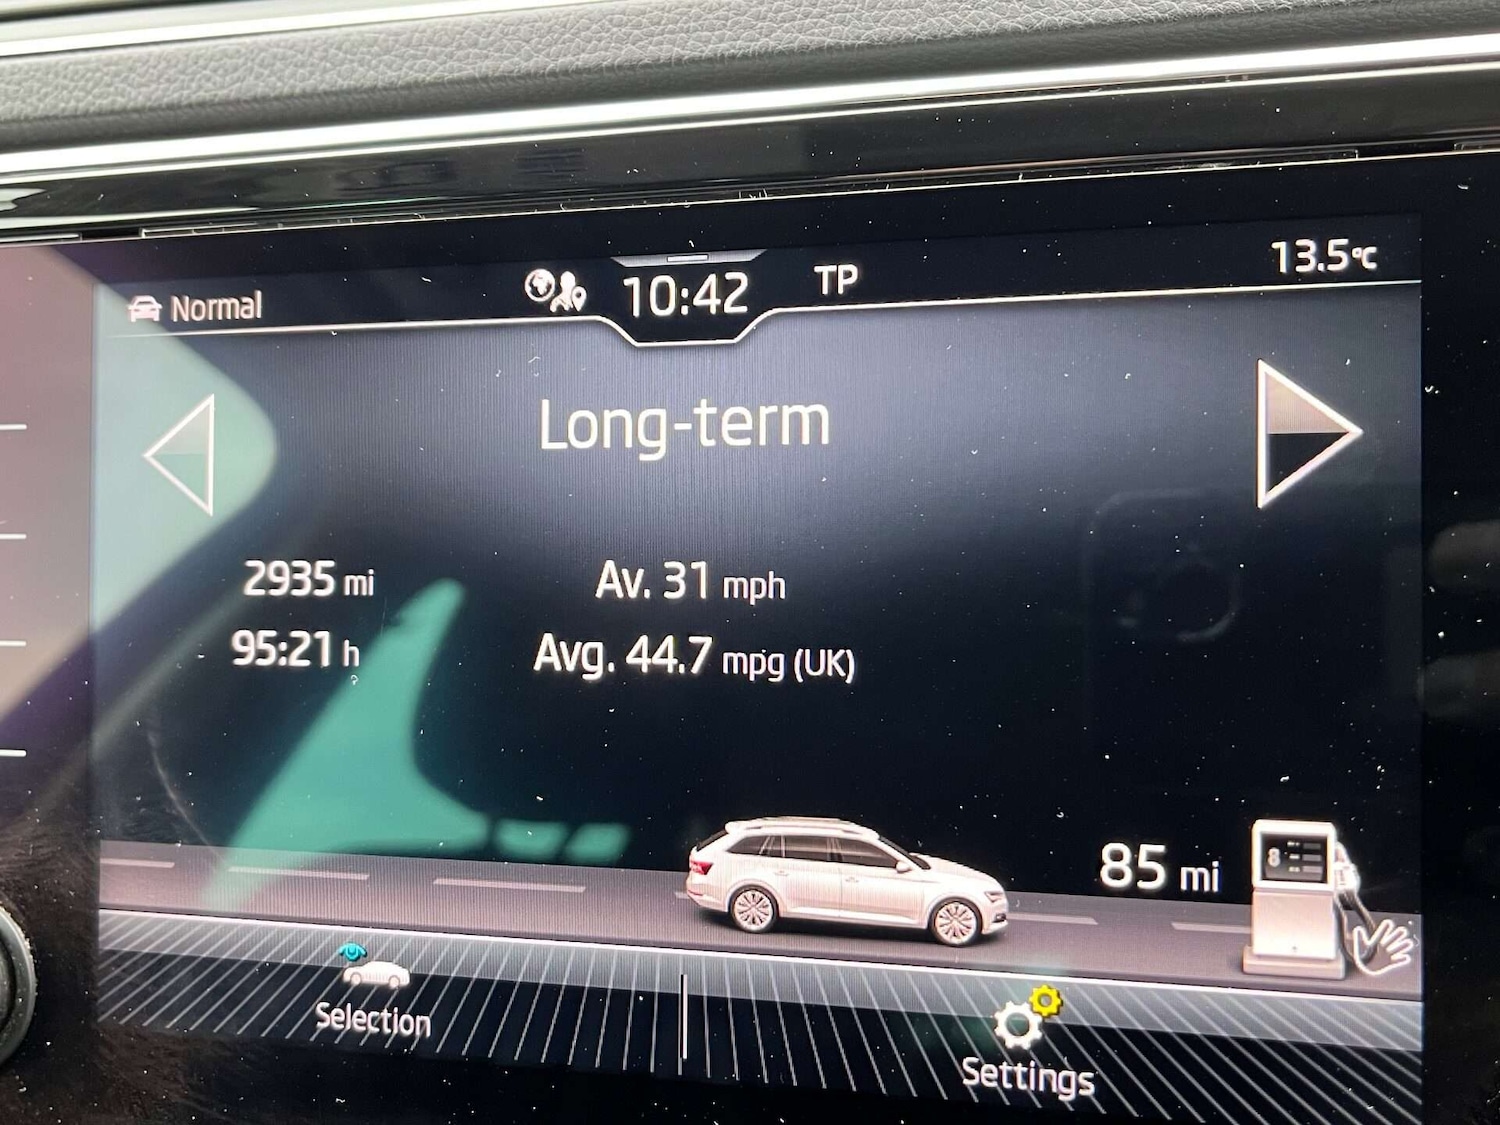 Normal
10:42
TP
13.5°C
Long-term
2935 mi
Av. 31 mph
95:21 h
Avg. 44.7 mpg (UK)
85 mi
8
Selection
Settings